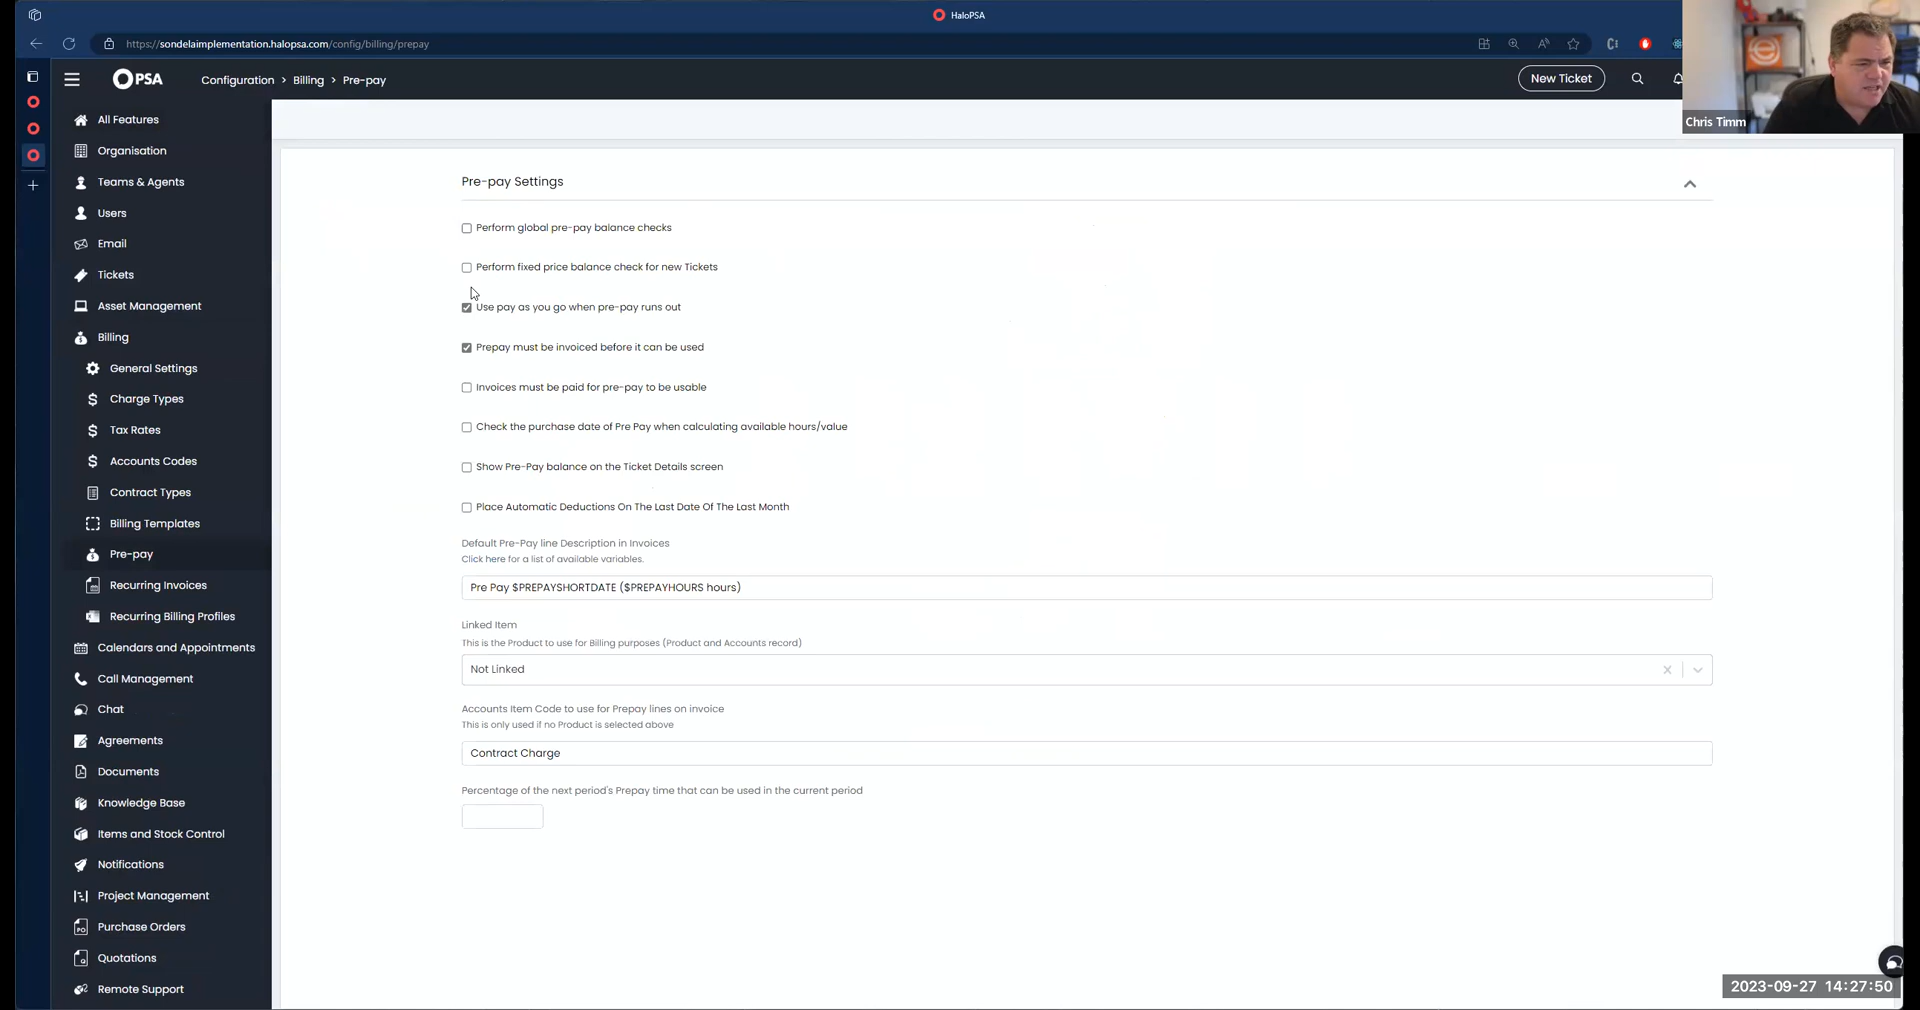 HaloPSA
https://sondelaimplementation.halopsa.com/config/billing/prepay
PSA
Configuration > Billing > Pre-pay
New Ticket
Chris Timm
All Features
Organisation
Teams & Agents
Users
Email
Tickets
Asset Management
Billing
General Settings
Charge Types
Tax Rates
Accounts Codes
Contract Types
Billing Templates
Pre-pay
Recurring Invoices
Recurring Billing Profiles
Calendars and Appointments
Call Management
Chat
Agreements
Documents
Knowledge Base
Items and Stock Control
Notifications
Project Management
Purchase Orders
Quotations
Remote Support
Pre-pay Settings
Perform global pre-pay balance checks
Perform fixed price balance check for new Tickets
Use pay as you go when pre-pay runs out
Prepay must be invoiced before it can be used
Invoices must be paid for pre-pay to be usable
Check the purchase date of Pre Pay when calculating available hours/value
Show Pre-Pay balance on the Ticket Details screen
Place Automatic Deductions On The Last Date Of The Last Month
Default Pre-Pay line Description in Invoices
Click here for a list of available variables.
Pre Pay $PREPAYSHORTDATE ($PREPAYHOURS hours)
Linked Item
This is the Product to use for Billing purposes (Product and Accounts record)
Not Linked
Accounts Item Code to use for Prepay lines on invoice
This is only used if no Product is selected above
Contract Charge
Percentage of the next period's Prepay time that can be used in the current period
2023-09-27 14:27:50